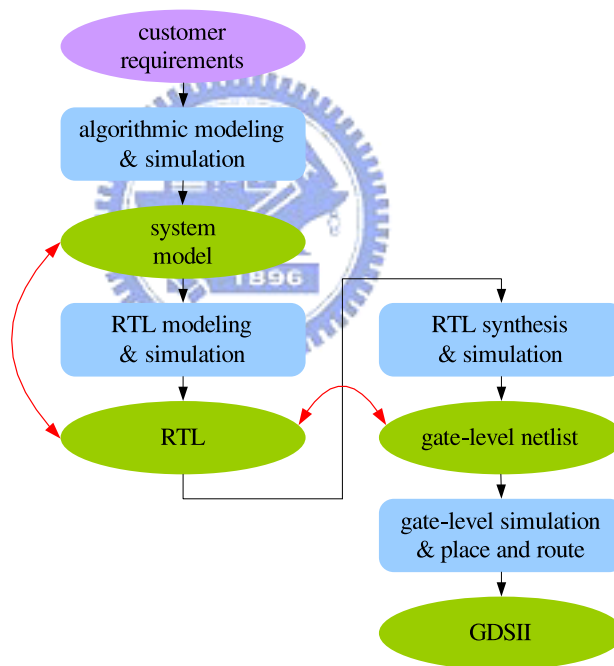 customer
requirements
algorithmic modeling
& simulation
system
model
1896
RTL modeling
& simulation
RTL
RTL synthesis
& simulation
gate-level netlist
gate-level simulation
& place and route
GDSII